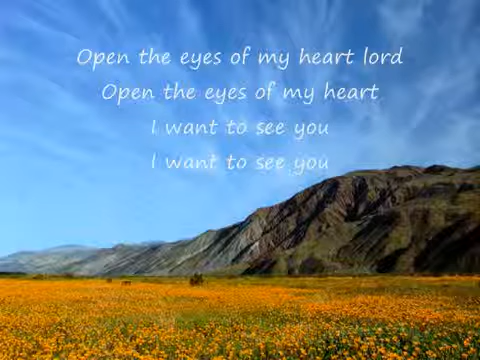 Open the eyes of my heart lord
Open the eyes of my heart
I want to see you
I want to see you